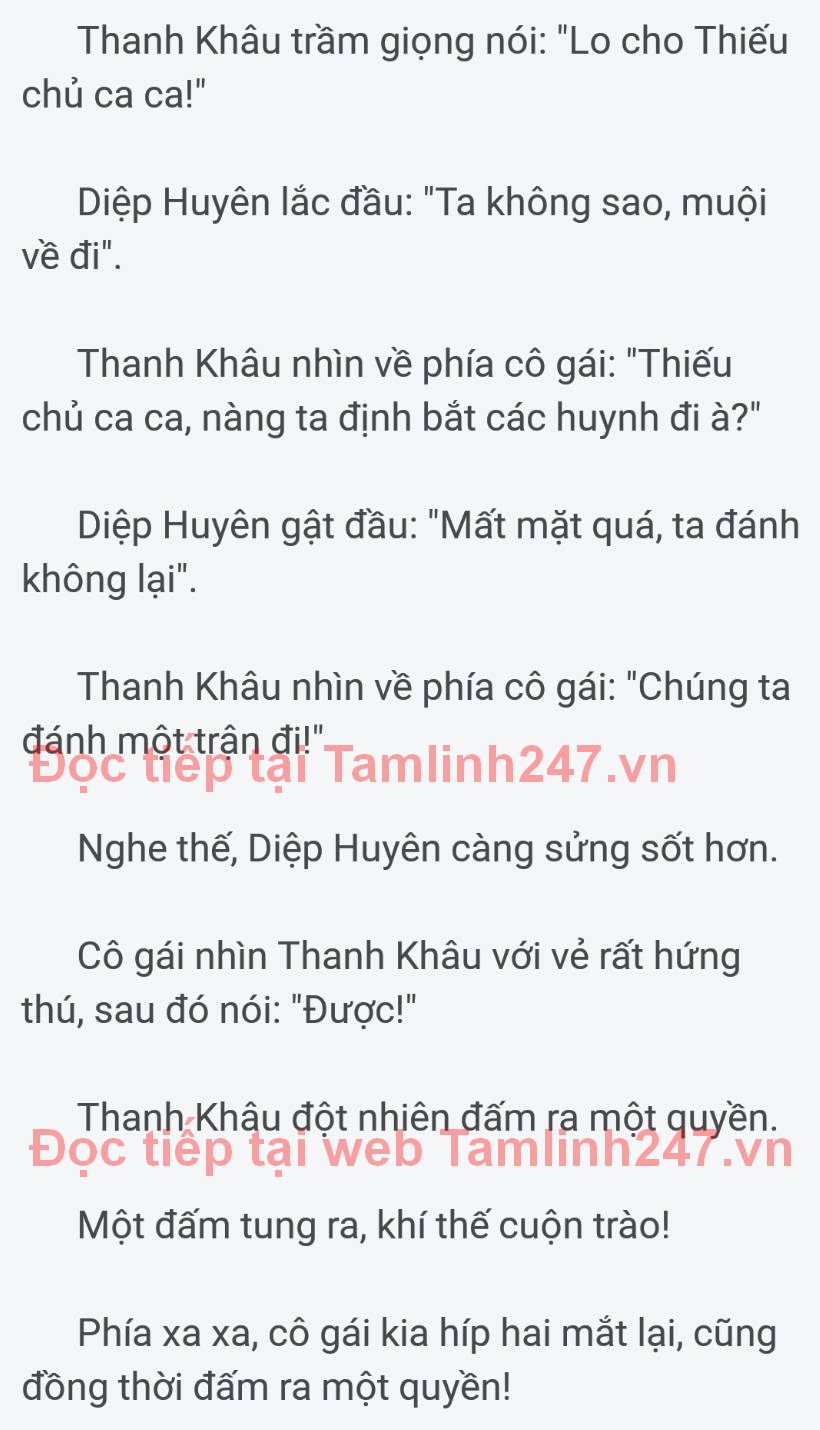 Thanh Khâu trầm giọng nói: "Lo cho Thiếu
chủ ca ca!"
Diệp Huyên lắc đầu: "Ta không sao, muội
về đi".
Thanh Khâu nhìn về phía cô gái: "Thiếu
chủ ca ca, nàng ta định bắt các huynh đi à?"
Diệp Huyên gật đầu: "Mất mặt quá, ta đánh
không lại".
Thanh Khâu nhìn về phía cô gái: "Chúng ta
đánh một trận đi!"
Đọc tiếp tại Tamlinh247.vn
Nghe thế, Diệp Huyên càng sửng sốt hơn.
Cô gái nhìn Thanh Khâu với vẻ rất hứng
thú, sau đó nói: "Được!"
Thanh Khâu đột nhiên đấm ra một quyền.
Đọc tiếp tại web Tamlinh247.vn
Một đấm tung ra, khí thế cuộn trào!
Phía xa xa, cô gái kia híp hai mắt lại, cũng
đồng thời đấm ra một quyền!